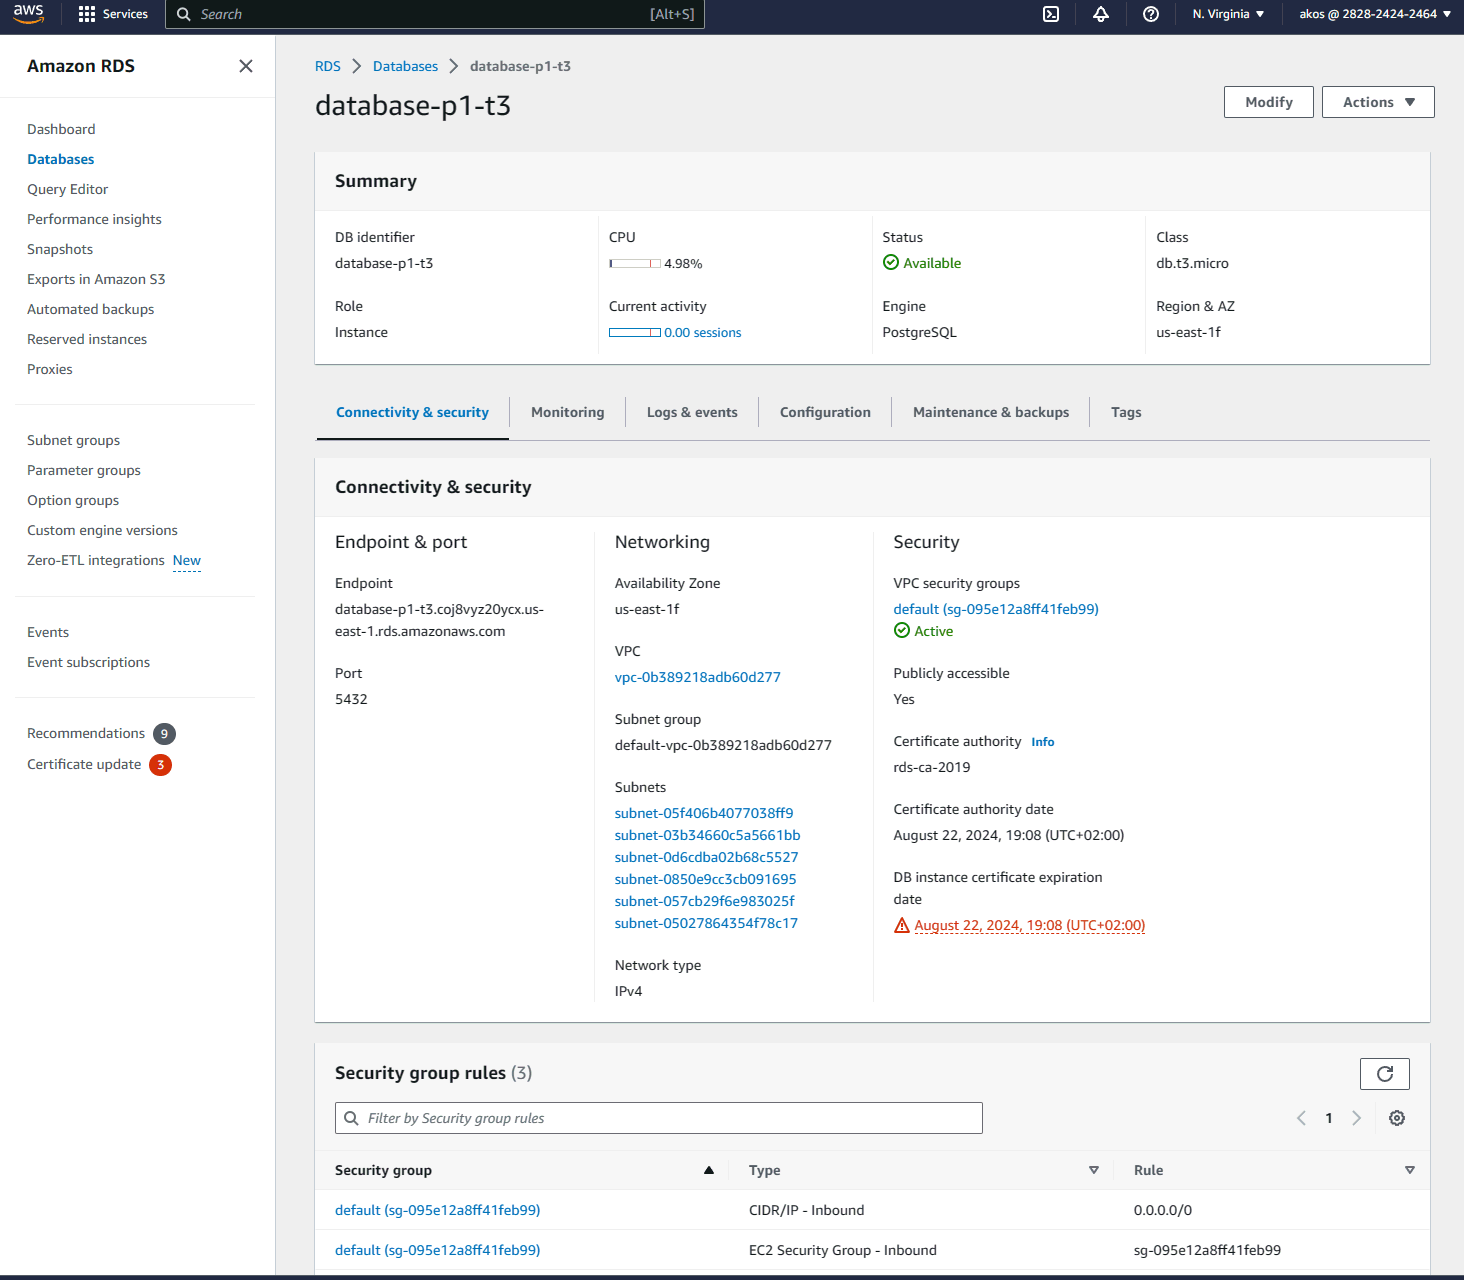 aws
Services
Search
[Alt+S]
N. Virginia
akos @ 2828-2424-2464
Amazon RDS
Dashboard
Databases
Query Editor
Performance insights
Snapshots
Exports in Amazon S3
Automated backups
Reserved instances
Proxies
Subnet groups
Parameter groups
Option groups
Custom engine versions
Zero-ETL integrations New
Events
Event subscriptions
Recommendations 9
Certificate update 3
RDS > Databases > database-p1-t3
database-p1-t3
Modify
Actions
Summary
DB identifier
database-p1-t3
CPU
4.98%
Status
Available
Class
db.t3.micro
Role
Instance
Current activity
0.00 sessions
Engine
PostgreSQL
Region & AZ
us-east-1f
Connectivity & security
Monitoring
Logs & events
Configuration
Maintenance & backups
Tags
Connectivity & security
Endpoint & port
Endpoint
database-p1-t3.coj8vyz20ycx.us-
east-1.rds.amazonaws.com
Port
5432
Networking
Availability Zone
us-east-1f
VPC
vpc-0b389218adb60d277
Subnet group
default-vpc-0b389218adb60d277
Subnets
subnet-05f406b4077038ff9
subnet-03b34660c5a5661bb
subnet-0d6cdba02b68c5527
subnet-0850e9cc3cb091695
subnet-057cb29f6e983025f
subnet-05027864354f78c17
Network type
IPv4
Security
VPC security groups
default (sg-095e12a8ff41feb99)
Active
Publicly accessible
Yes
Certificate authority Info
rds-ca-2019
Certificate authority date
August 22, 2024, 19:08 (UTC+02:00)
DB instance certificate expiration
date
August 22, 2024, 19:08 (UTC+02:00)
Security group rules (3)
Filter by Security group rules
1
Security group
Type
Rule
default (sg-095e12a8ff41feb99)
CIDR/IP - Inbound
0.0.0.0/0
default (sg-095e12a8ff41feb99)
EC2 Security Group - Inbound
sg-095e12a8ff41feb99